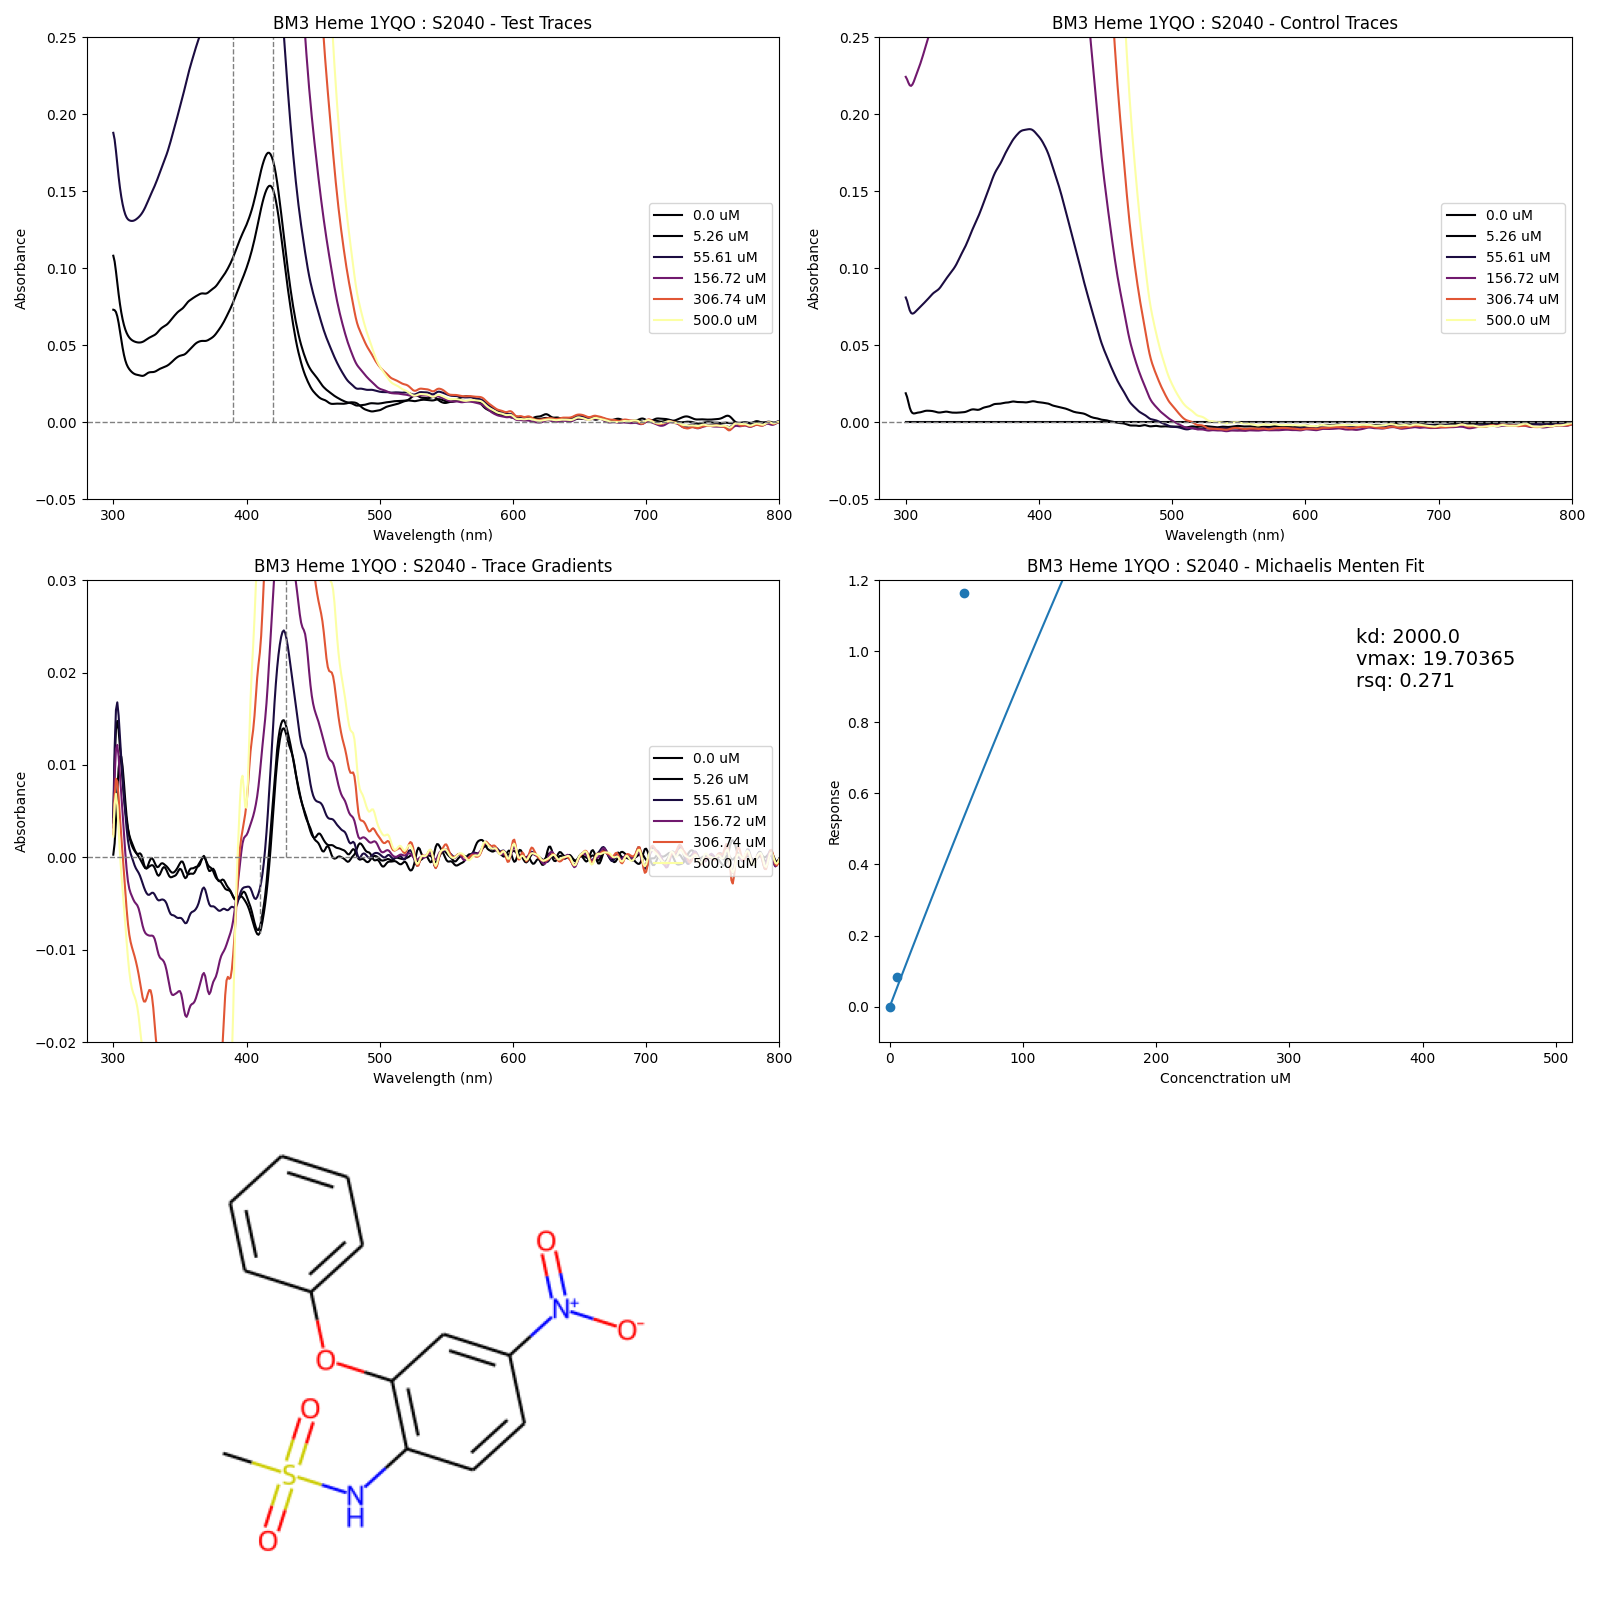 BM3 Heme 1YQO : S2040 - Test Traces
0.25
0.20
0.15
0.10
0.05
0.00
−0.05
Absorbance
300 400 500 600 700 800
Wavelength (nm)
0.0 uM
5.26 uM
55.61 uM
156.72 uM
306.74 uM
500.0 uM
BM3 Heme 1YQO : S2040 - Control Traces
0.25
0.20
0.15
0.10
0.05
0.00
−0.05
Absorbance
300 400 500 600 700 800
Wavelength (nm)
0.0 uM
5.26 uM
55.61 uM
156.72 uM
306.74 uM
500.0 uM
BM3 Heme 1YQO : S2040 - Trace Gradients
0.03
0.02
0.01
0.00
−0.01
−0.02
Absorbance
300 400 500 600 700 800
Wavelength (nm)
0.0 uM
5.26 uM
55.61 uM
156.72 uM
306.74 uM
500.0 uM
BM3 Heme 1YQO : S2040 - Michaelis Menten Fit
1.2
1.0
0.8
0.6
0.4
0.2
0.0
Response
kd: 2000.0
vmax: 19.70365
rsq: 0.271
0 100 200 300 400 500
Concenctration uM
O
N+
O−
O
O
S
N
H
O